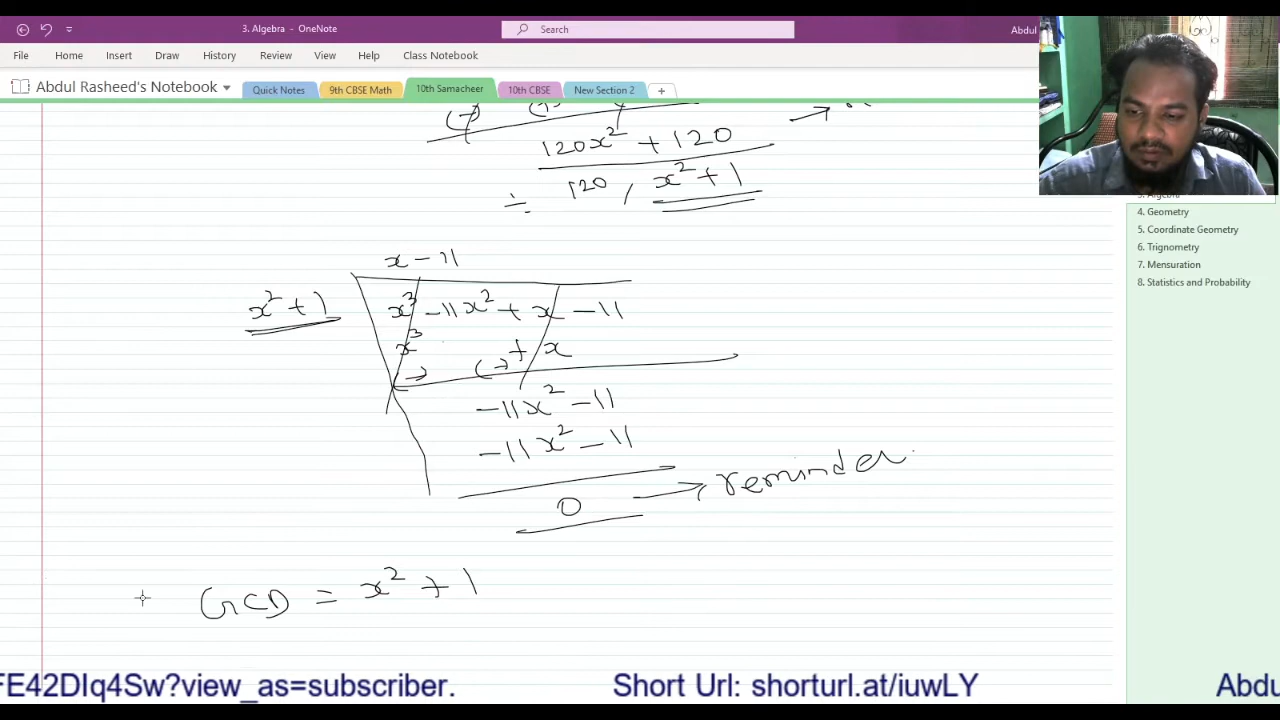 3. Algebra - OneNote
Search
Abdul
File Home Insert Draw History Review View Help Class Notebook
Abdul Rasheed's Notebook
Quick Notes 9th CBSE Math 10th Samacheer 10th CBSE New Section 2
3. Algebra
4. Geometry
5. Coordinate Geometry
6. Trignometry
7. Mensuration
8. Statistics and Probability
120x² + 120
÷ 120, x² + 1
x - 11
x² + 1 x³ - 11x² + x - 11
x³ + x
(-) (-)
-11x² - 11
-11x² - 11
0 → reminder
GCD = x² + 1
FE42DIq4Sw?view_as=subscriber. Short Url: shorturl.at/iuwLY Abdu